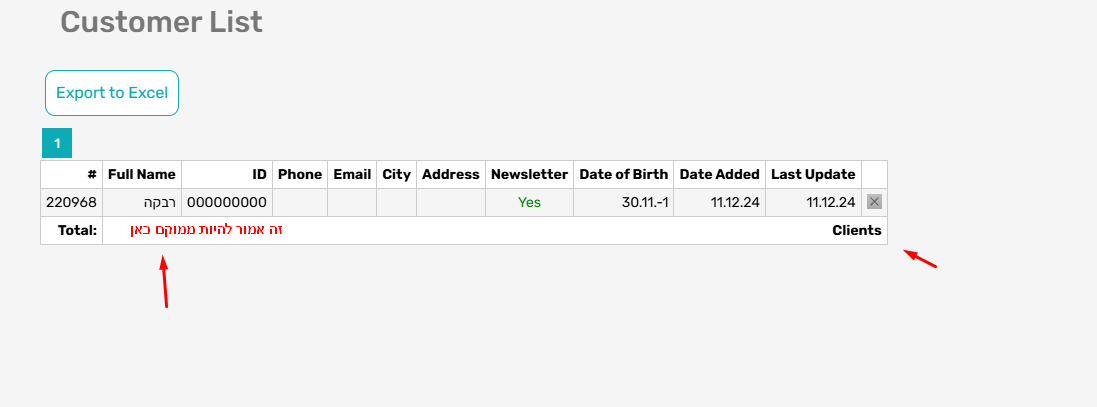 Customer List
Export to Excel
1
# Full Name ID Phone Email City Address Newsletter Date of Birth Date Added Last Update
220968 רבקה 000000000 Yes 30.11.-1 11.12.24 11.12.24 ✕
Total: זה אמור להיות ממוקם כאן Clients